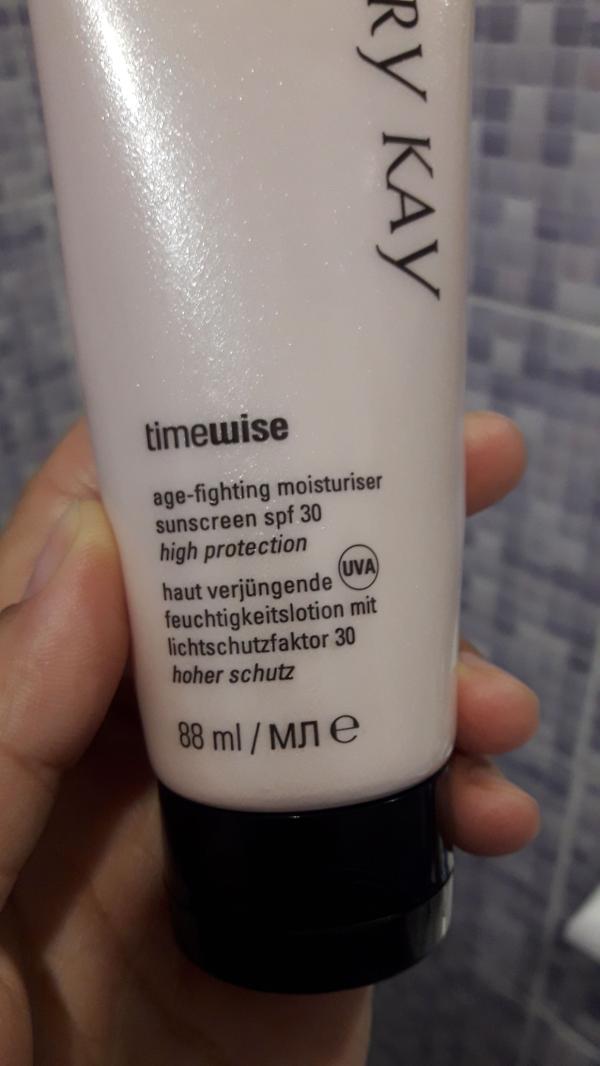 RY KAY
timewise
age-fighting moisturiser
sunscreen spf 30
high protection
UVA
haut verjüngende
feuchtigkeitslotion mit
lichtschutzfaktor 30
hoher schutz
88 ml / МЛ e